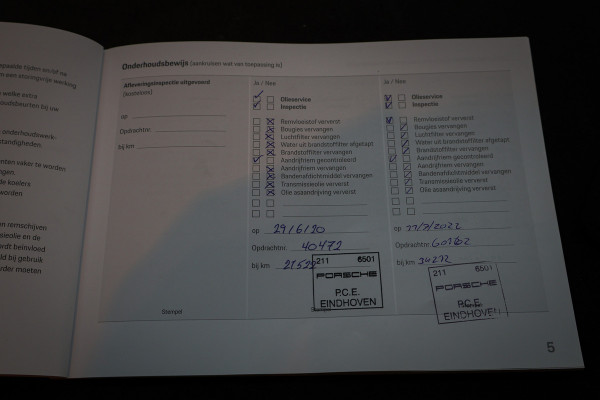 Onderhoudsbewijs (aankruisen wat van toepassing is)
Afleveringsinspectie uitgevoerd
(kosteloos)
op
Opdrachtnr.
bij km
Stempel
Ja / Nee
Olieservice
Inspectie
Remvloeistof ververst
Bougies vervangen
Luchtfilter vervangen
Water uit brandstoffilter afgetapt
Brandstoffilter vervangen
Aandrijfriem gecontroleerd
Aandrijfriem vervangen
Bandenafdichtmiddel vervangen
Transmissieolie ververst
Olie asaandrijving ververst
op 29/6/20
Opdrachtnr. 40472
bij km
211 6501
PORSCHE
P.C.E.
EINDHOVEN
Ja / Nee
Olieservice
Inspectie
Remvloeistof ververst
Bougies vervangen
Luchtfilter vervangen
Water uit brandstoffilter afgetapt
Brandstoffilter vervangen
Aandrijfriem gecontroleerd
Aandrijfriem vervangen
Bandenafdichtmiddel vervangen
Transmissieolie ververst
Olie asaandrijving ververst
op
Opdrachtnr.
bij km 34272
211 6501
PORSCHE
P.C.E.
EINDHOVEN
5